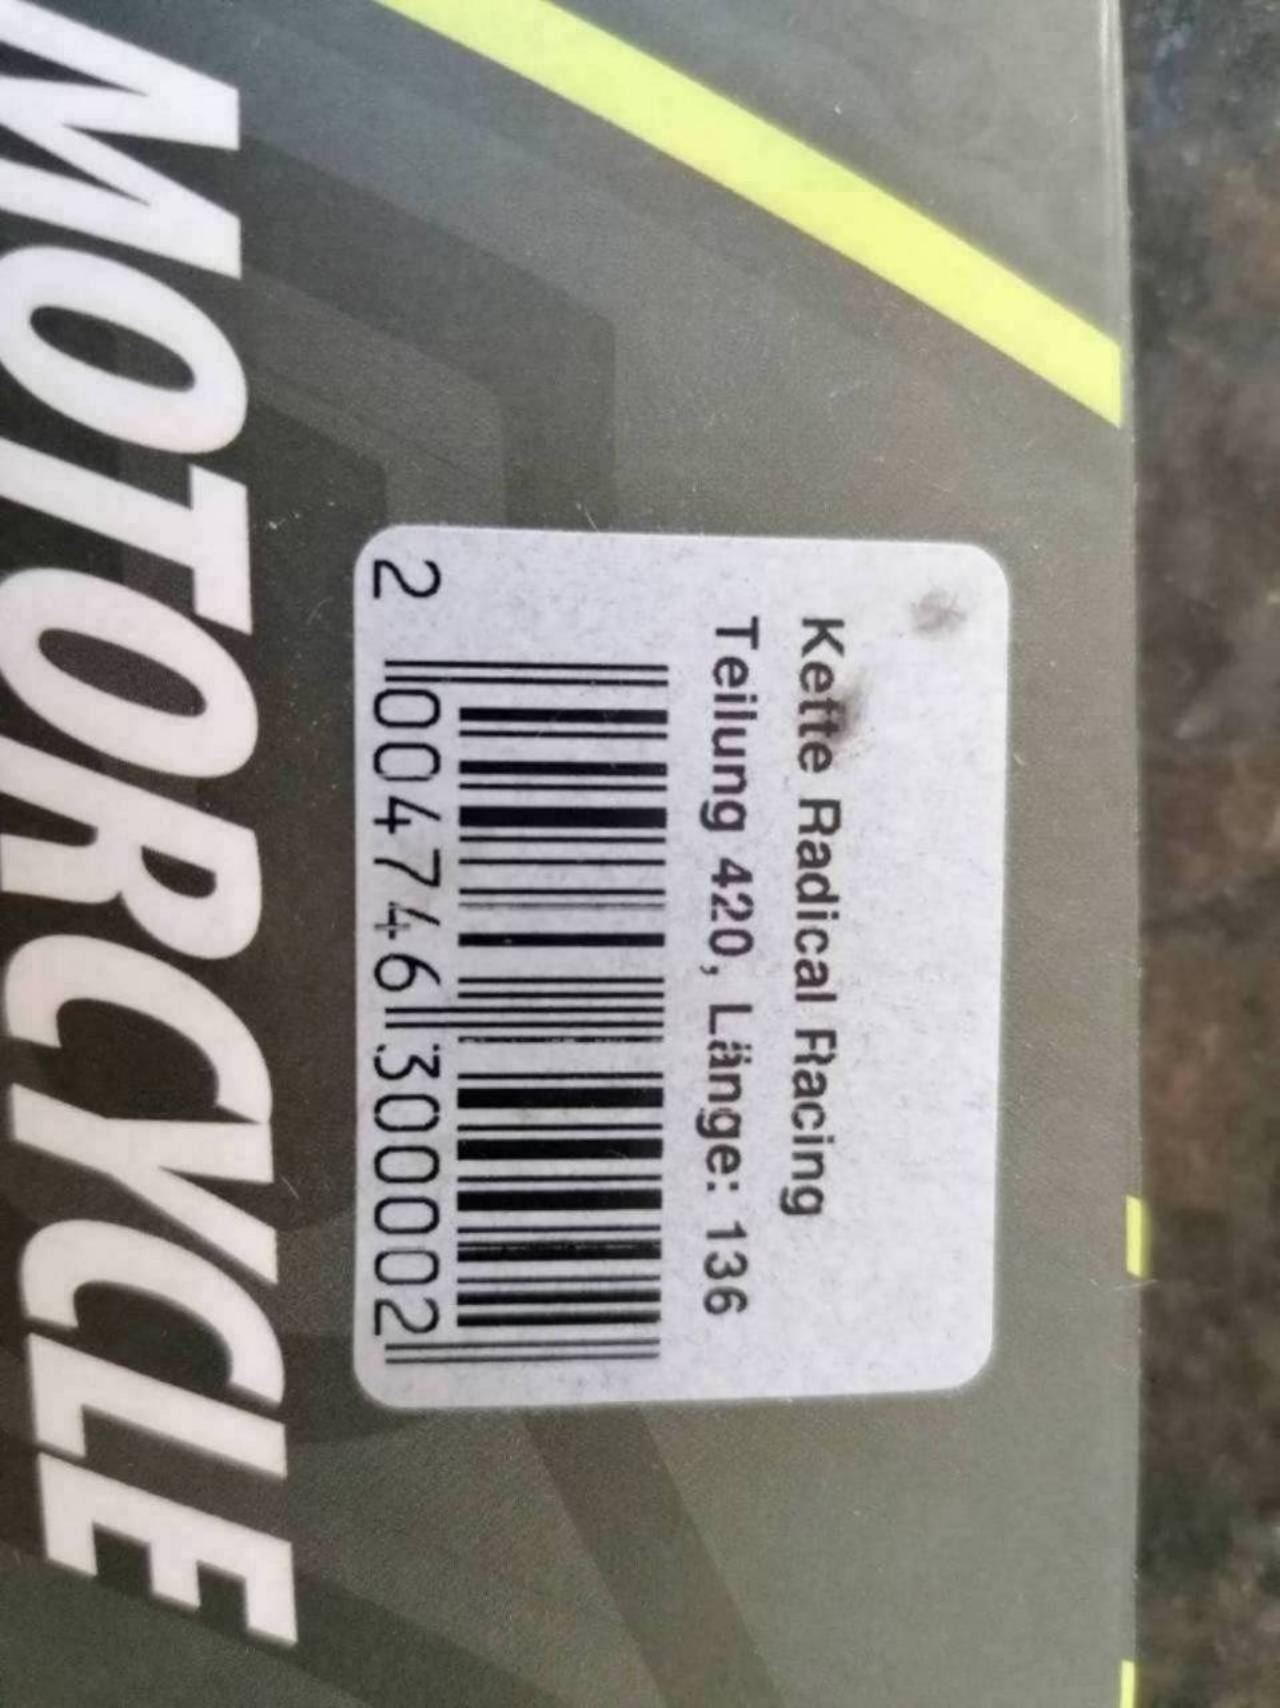 Kette Radical Racing
Teilung 420, Länge: 136
2 004746 300002
MOTORCYCLE